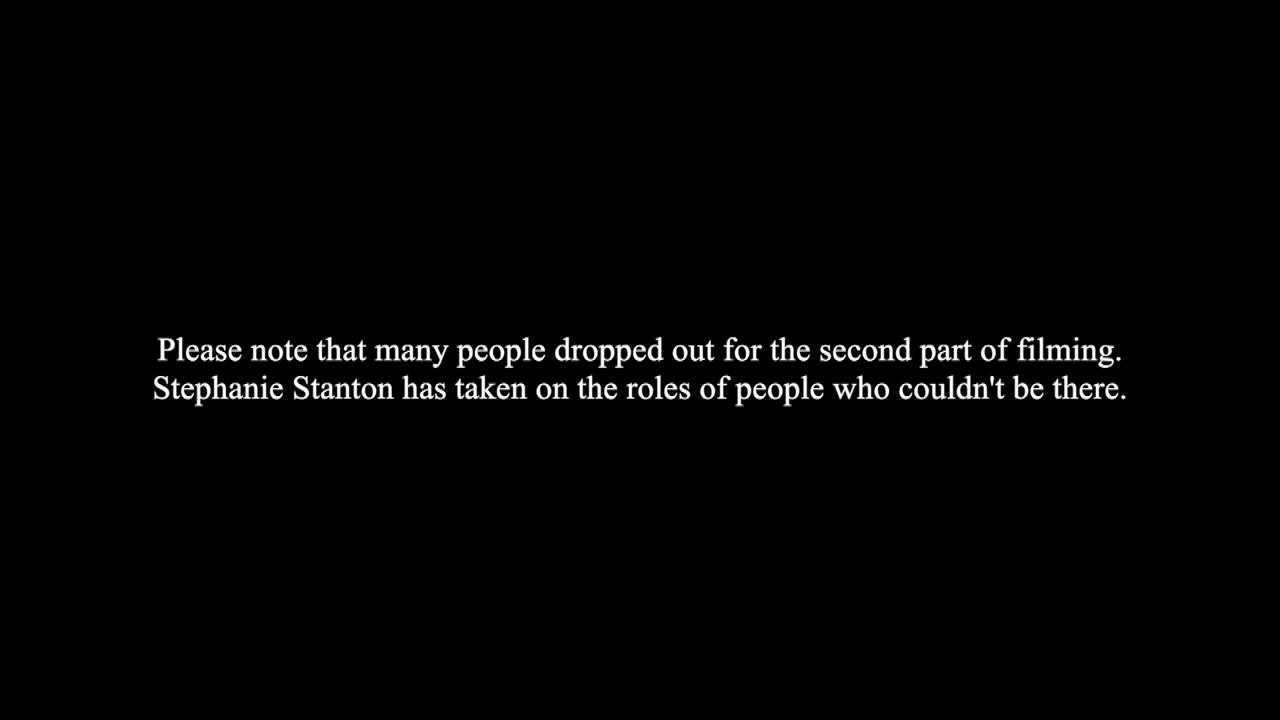 Please note that many people dropped out for the second part of filming.
Stephanie Stanton has taken on the roles of people who couldn't be there.